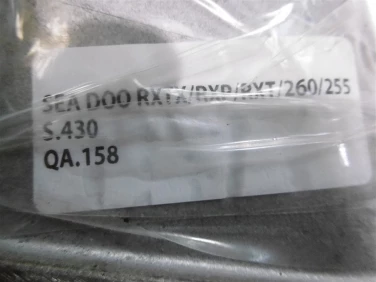 SEA DOO RXTX/RXP/RXT/260/255
S.430
QA.158